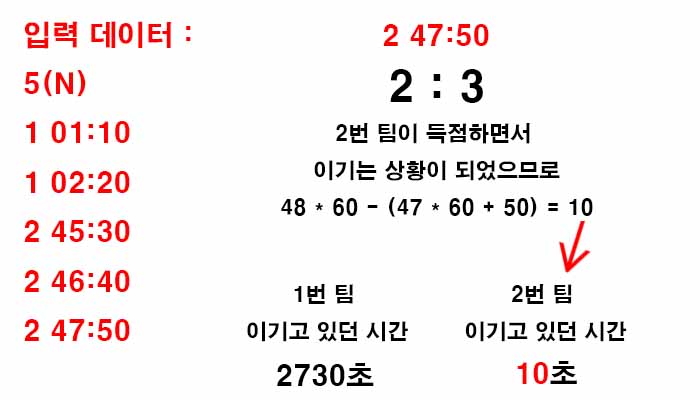 입력 데이터 :
5(N)
1 01:10
1 02:20
2 45:30
2 46:40
2 47:50
2 47:50
2 : 3
2번 팀이 득점하면서
이기는 상황이 되었으므로
48 * 60 - (47 * 60 + 50) = 10
1번 팀
이기고 있던 시간
2730초
2번 팀
이기고 있던 시간
10초